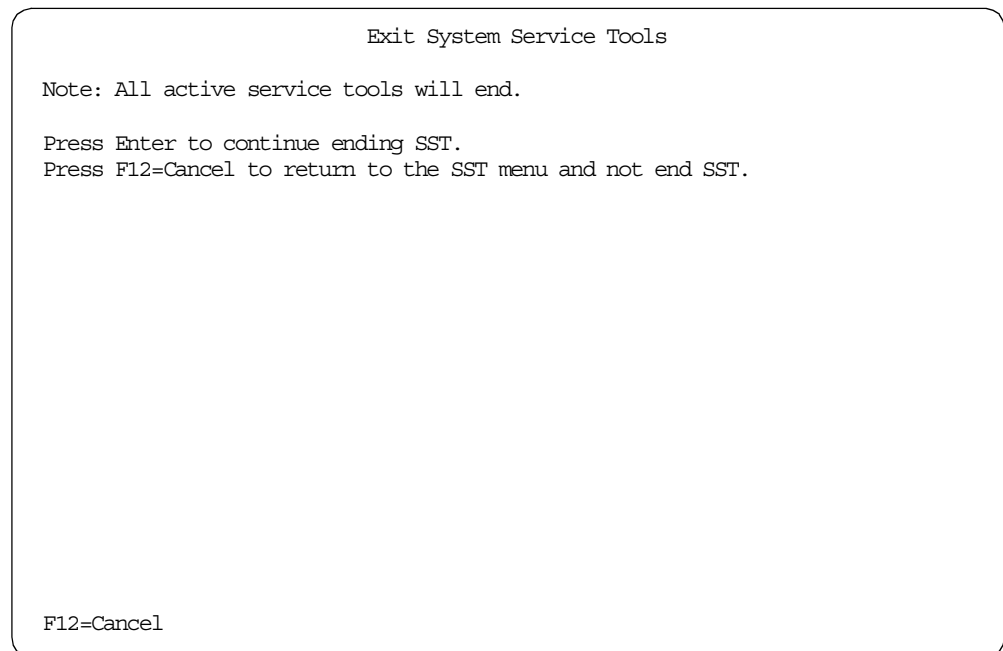 Exit System Service Tools
Note: All active service tools will end.
Press Enter to continue ending SST.
Press F12=Cancel to return to the SST menu and not end SST.
F12=Cancel